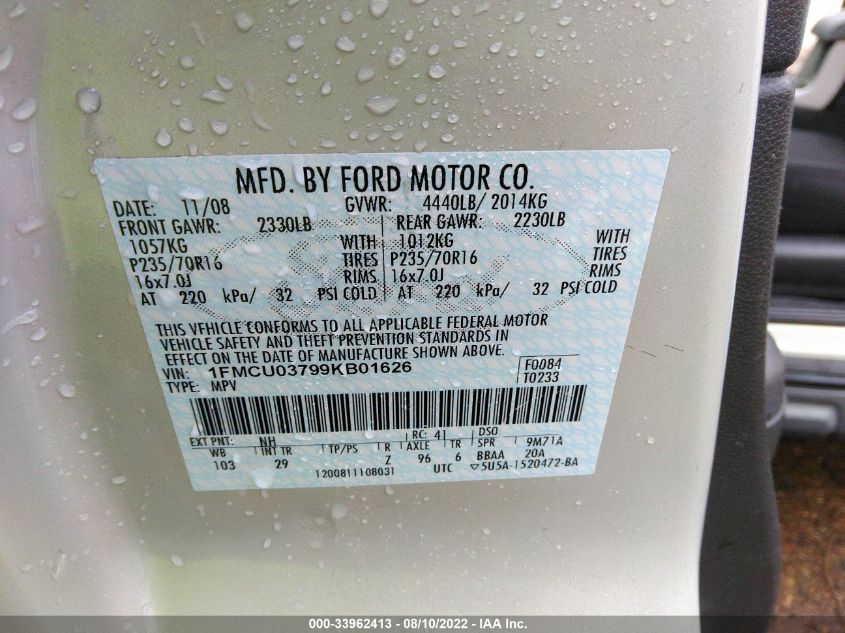 MFD. BY FORD MOTOR CO.
DATE: 11/08 GVWR: 4440LB/ 2014KG
FRONT GAWR: 2330LB REAR GAWR: 2230LB
1057KG WITH 1012KG WITH
P235/70R16 TIRES P235/70R16 TIRES
16x7.0J RIMS 16x7.0J RIMS
AT 220 kPa/ 32 PSI COLD AT 220 kPa/ 32 PSI COLD
THIS VEHICLE CONFORMS TO ALL APPLICABLE FEDERAL MOTOR
VEHICLE SAFETY AND THEFT PREVENTION STANDARDS IN
EFFECT ON THE DATE OF MANUFACTURE SHOWN ABOVE.
VIN: 1FMCU03799KB01626 F0084
TYPE: MPV T0233
EXT PNT: NH RC: 41 DSO 9M71A
WB INT TR TP/PS R AXLE TR SPR 20A
103 29 Z 96 6 BBAA
1200811108031 UTC ▽5U5A-1520472-BA
000-33962413 - 08/10/2022 - IAA Inc.